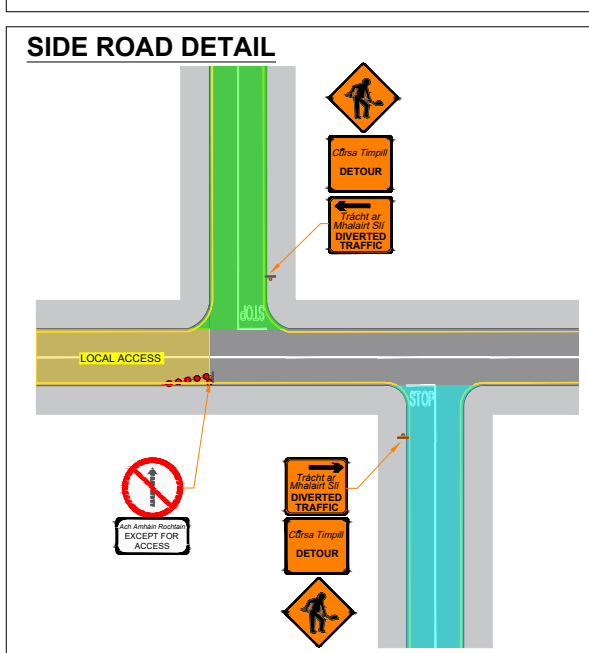 SIDE ROAD DETAIL
Cúrsa Timpill
DETOUR
Trácht ar
Mhalairt Slí
DIVERTED
TRAFFIC
STOP
LOCAL ACCESS
STOP
Ach Amháin Rochtain
EXCEPT FOR
ACCESS
Trácht ar
Mhalairt Slí
DIVERTED
TRAFFIC
Cúrsa Timpill
DETOUR